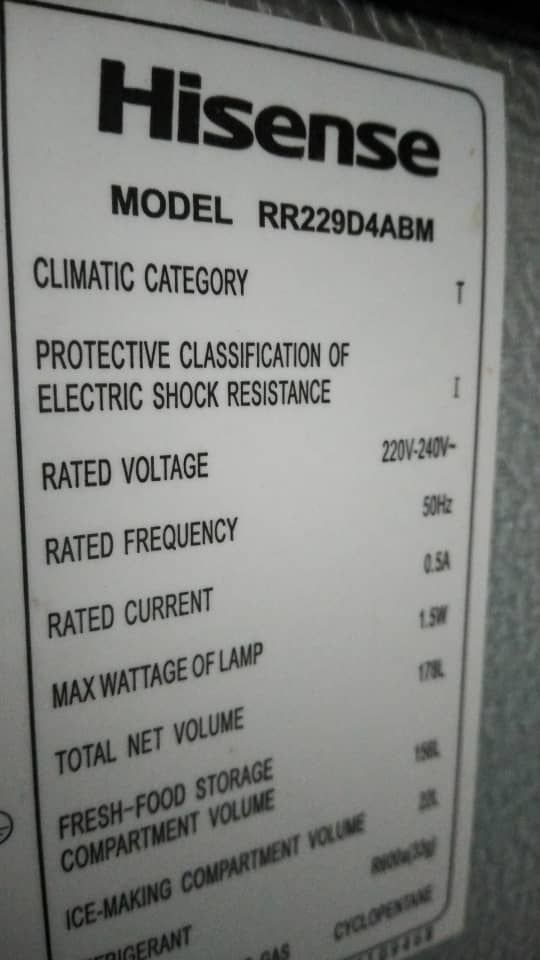 Hisense
MODEL RR229D4ABM
CLIMATIC CATEGORY T
PROTECTIVE CLASSIFICATION OF
ELECTRIC SHOCK RESISTANCE I
RATED VOLTAGE 220V-240V~
RATED FREQUENCY 50Hz
RATED CURRENT 0.5A
MAX WATTAGE OF LAMP 1.5W
TOTAL NET VOLUME 178L
FRESH-FOOD STORAGE
COMPARTMENT VOLUME
ICE-MAKING COMPARTMENT VOLUME
GAS CYCLOPENTANE